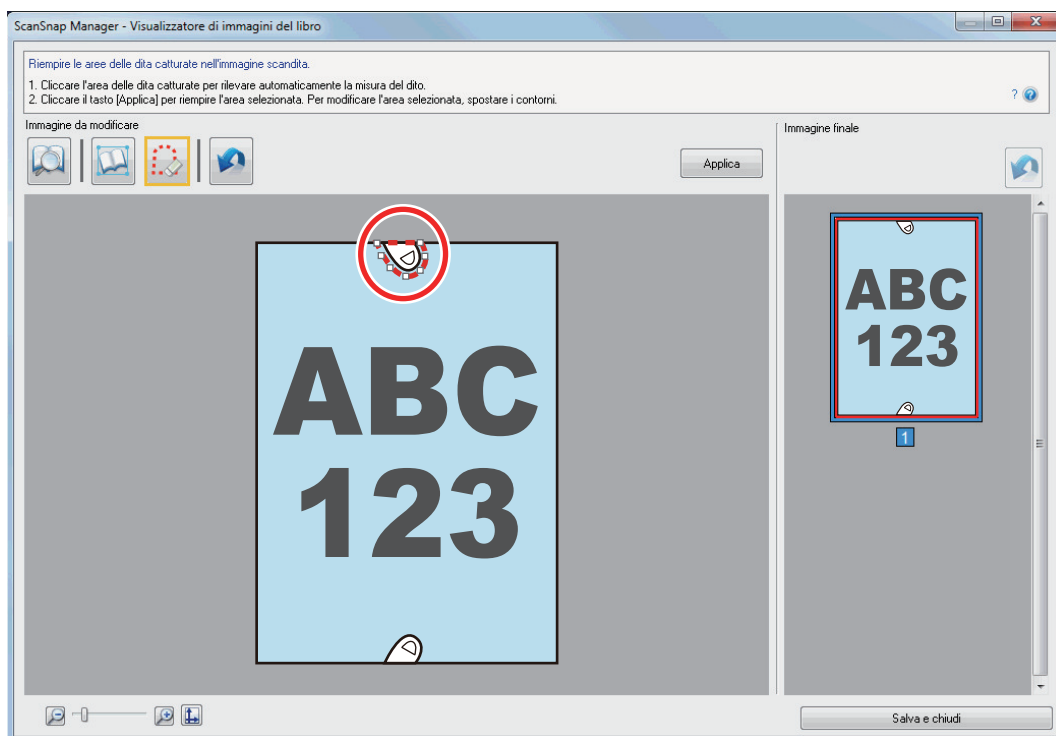 ScanSnap Manager - Visualizzatore di immagini del libro
Riempire le aree delle dita catturate nell'immagine scandita.
1. Cliccare l'area delle dita catturate per rilevare automaticamente la misura del dito.
2. Cliccare il tasto [Applica] per riempire l'area selezionata. Per modificare l'area selezionata, spostare i contorni.
? ?
Immagine da modificare
Immagine finale
Applica
ABC
123
ABC
123
1
Salva e chiudi